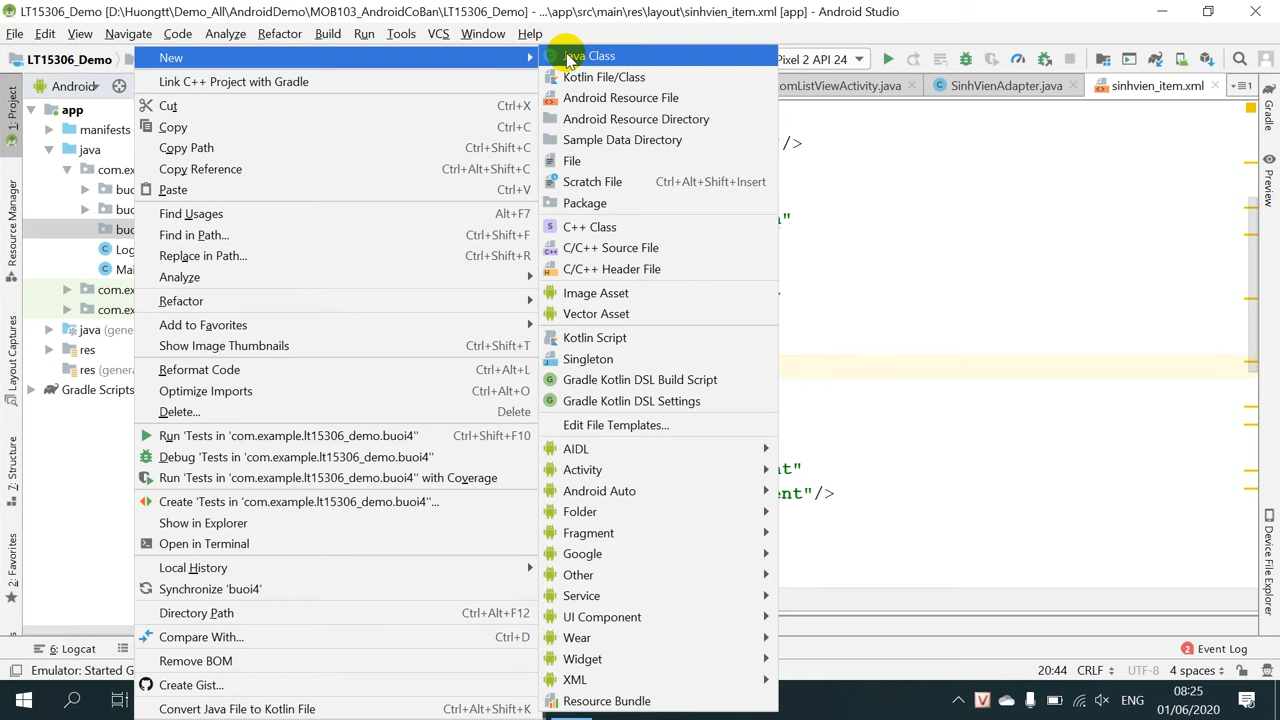 LT15306_Demo [D:\Huongtt\Demo_All\AndroidDemo\MOB103_AndroidCoBan\LT15306_Demo] - ...\app\src\main\res\layout\sinhvien_item.xml [app] - Android Studio
File Edit View Navigate Code Analyze Refactor Build Run Tools VCS Window Help
LT15306_Demo
Pixel 2 API 24
Android
omListViewActivity.java
SinhVienAdapter.java
sinhvien_item.xml
≡1
1: Project
Resource Manager
Layout Captures
7: Structure
2: Favorites
app
manifests
java
com.ex
buo
buo
buo
Log
Mai
com.ex
com.ex
java (gene
res
res (genera
Gradle Scripts
New
Link C++ Project with Gradle
Cut Ctrl+X
Copy Ctrl+C
Copy Path Ctrl+Shift+C
Copy Reference Ctrl+Alt+Shift+C
Paste Ctrl+V
Find Usages Alt+F7
Find in Path... Ctrl+Shift+F
Replace in Path... Ctrl+Shift+R
Analyze
Refactor
Add to Favorites
Show Image Thumbnails Ctrl+Shift+T
Reformat Code Ctrl+Alt+L
Optimize Imports Ctrl+Alt+O
Delete... Delete
Run 'Tests in 'com.example.lt15306_demo.buoi4'' Ctrl+Shift+F10
Debug 'Tests in 'com.example.lt15306_demo.buoi4''
Run 'Tests in 'com.example.lt15306_demo.buoi4'' with Coverage
Create 'Tests in 'com.example.lt15306_demo.buoi4''...
Show in Explorer
Open in Terminal
Local History
Synchronize 'buoi4'
Directory Path Ctrl+Alt+F12
Compare With... Ctrl+D
Remove BOM
Create Gist...
Convert Java File to Kotlin File Ctrl+Alt+Shift+K
Java Class
Kotlin File/Class
Android Resource File
Android Resource Directory
Sample Data Directory
File
Scratch File Ctrl+Alt+Shift+Insert
Package
C++ Class
C/C++ Source File
C/C++ Header File
Image Asset
Vector Asset
Kotlin Script
Singleton
Gradle Kotlin DSL Build Script
Gradle Kotlin DSL Settings
Edit File Templates...
AIDL
Activity
Android Auto
Folder
Fragment
Google
Other
Service
UI Component
Wear
Widget
XML
Resource Bundle
/>
"
nt"
ent"/>
Gradle
Preview
Device File Explorer
6: Logcat
2 Event Log
Emulator: Started G
20:44 CRLF UTF-8 4 spaces
ENG
08:25
01/06/2020